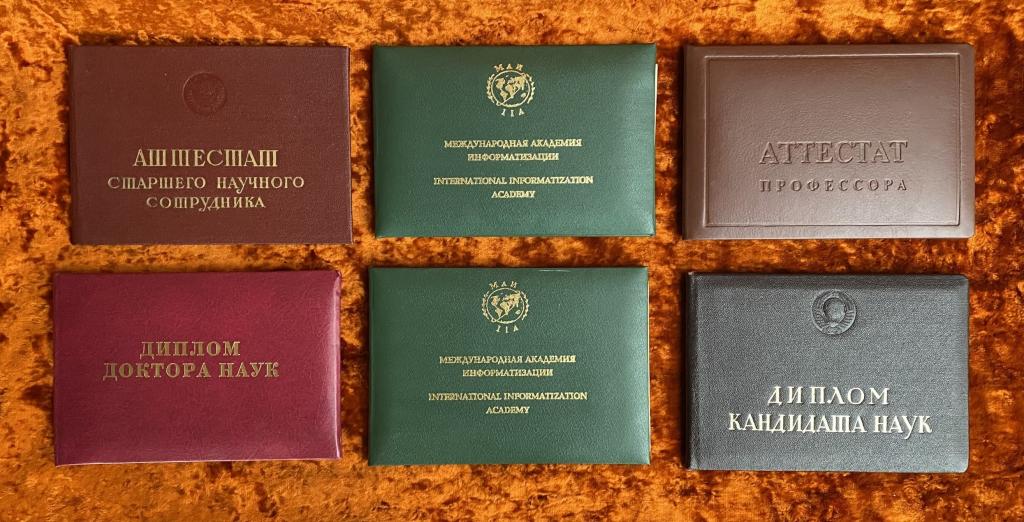 АТТЕСТАТ
СТАРШЕГО НАУЧНОГО
СОТРУДНИКА
МАИ
IIA
МЕЖДУНАРОДНАЯ АКАДЕМИЯ
ИНФОРМАТИЗАЦИИ
INTERNATIONAL INFORMATIZATION
ACADEMY
АТТЕСТАТ
ПРОФЕССОРА
ДИПЛОМ
ДОКТОРА НАУК
МАИ
IIA
МЕЖДУНАРОДНАЯ АКАДЕМИЯ
ИНФОРМАТИЗАЦИИ
INTERNATIONAL INFORMATIZATION
ACADEMY
ДИПЛОМ
КАНДИДАТА НАУК